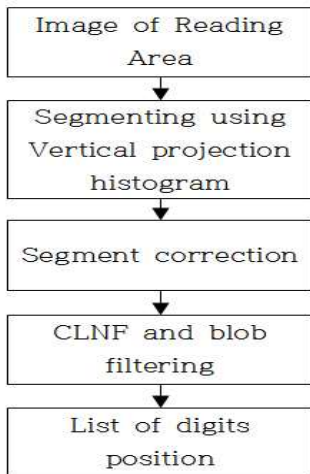 Image of Reading
Area
Segmenting using
Vertical projection
histogram
Segment correction
CLNF and blob
filtering
List of digits
position